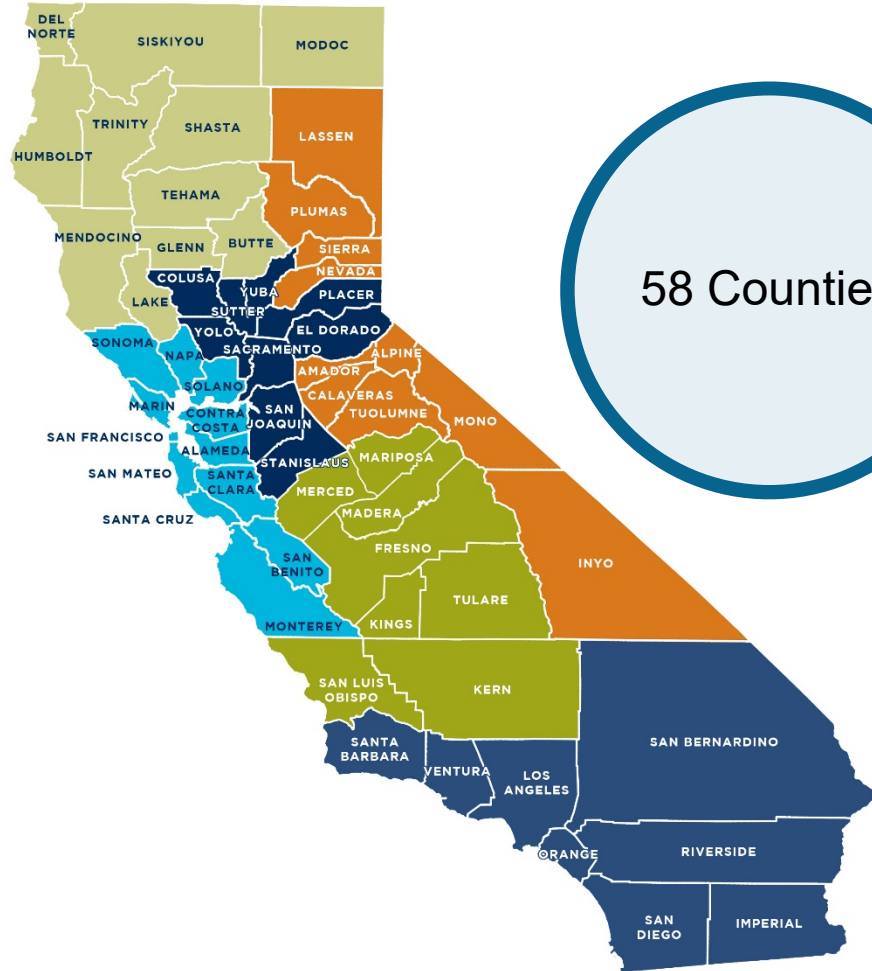 DEL
NORTE
SISKIYOU
MODOC
TRINITY
SHASTA
LASSEN
HUMBOLDT
TEHAMA
PLUMAS
MENDOCINO
GLENN
BUTTE
SIERRA
NEVADA
COLUSA
YUBA
PLACER
LAKE
SUTTER
YOLO
EL DORADO
SONOMA
NAPA
SACRAMENTO
ALPINE
SOLANO
AMADOR
MARIN
CONTRA
COSTA
SAN
JOAQUIN
CALAVERAS
TUOLUMNE
MONO
SAN FRANCISCO
ALAMEDA
STANISLAUS
MARIPOSA
SAN MATEO
SANTA
CLARA
MERCED
MADERA
SANTA CRUZ
FRESNO
SAN
BENITO
INYO
TULARE
MONTEREY
KINGS
SAN LUIS
OBISPO
KERN
SANTA
BARBARA
VENTURA
LOS
ANGELES
SAN BERNARDINO
ORANGE
RIVERSIDE
SAN
DIEGO
IMPERIAL
58 Countie